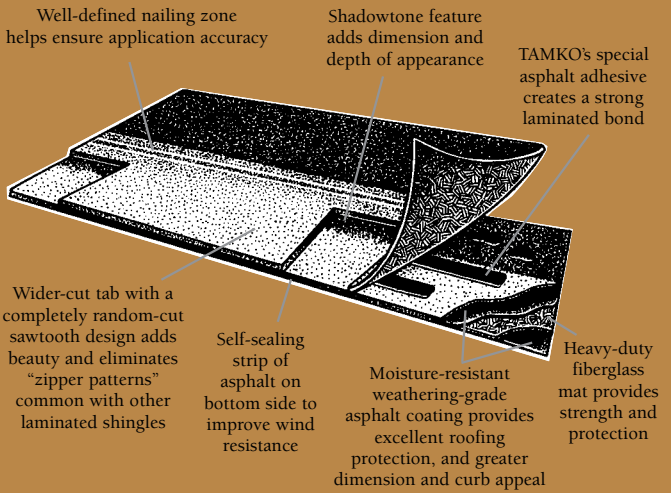 Well-defined nailing zone
helps ensure application accuracy
Shadowtone feature
adds dimension and
depth of appearance
TAMKO's special
asphalt adhesive
creates a strong
laminated bond
Wider-cut tab with a
completely random-cut
sawtooth design adds
beauty and eliminates
“zipper patterns”
common with other
laminated shingles
Self-sealing
strip of
asphalt on
bottom side to
improve wind
resistance
Moisture-resistant
weathering-grade
asphalt coating provides
excellent roofing
protection, and greater
dimension and curb appeal
Heavy-duty
fiberglass
mat provides
strength and
protection